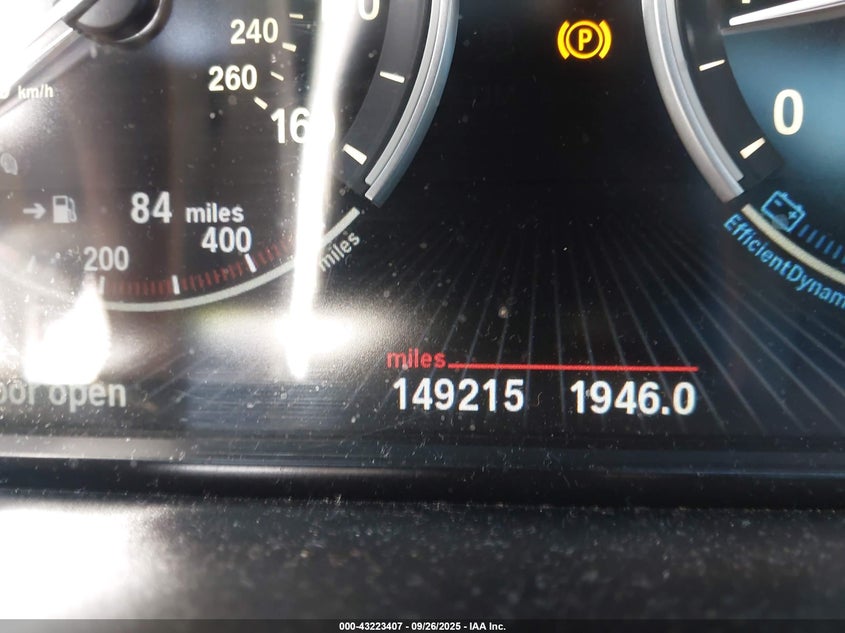 240
260
160
km/h
0
84 miles
200
400
miles
P
0
EfficientDynam
miles
149215 1946.0
oor open
000-43223407 - 09/26/2025 - IAA Inc.